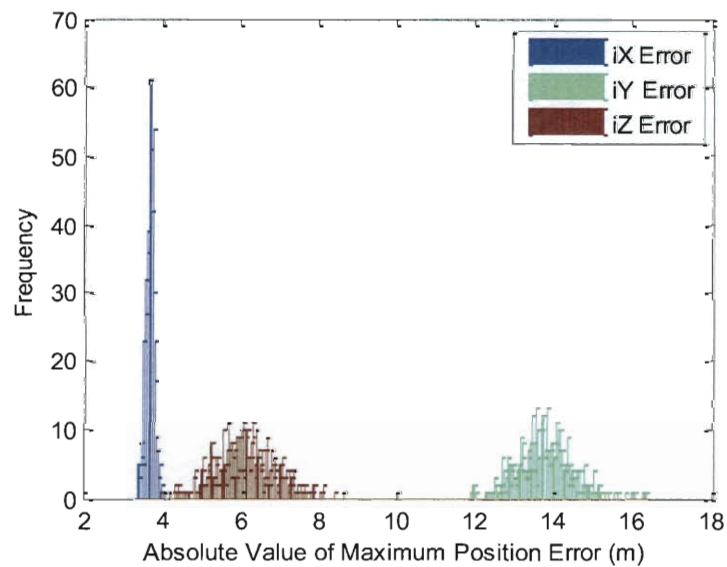 70
60
50
40
30
20
10
0
Frequency
iX Error
iY Error
iZ Error
2 4 6 8 10 12 14 16 18
Absolute Value of Maximum Position Error (m)